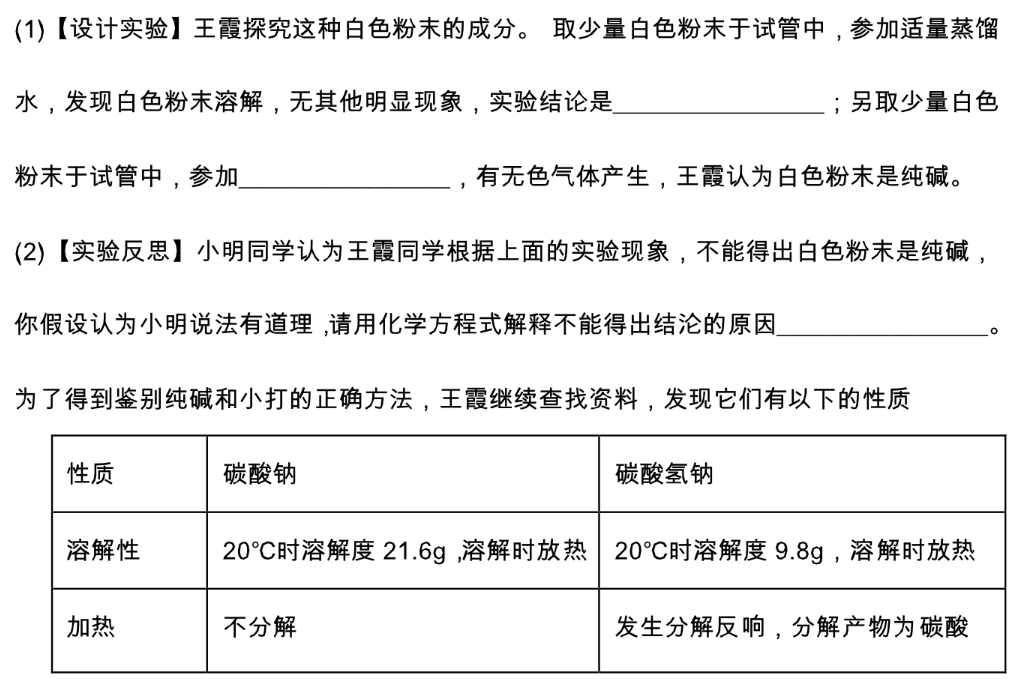 (1)【设计实验】王霞探究这种白色粉末的成分。 取少量白色粉末于试管中，参加适量蒸馏
水，发现白色粉末溶解，无其他明显现象，实验结论是________________；另取少量白色
粉末于试管中，参加________________，有无色气体产生，王霞认为白色粉末是纯碱。
(2)【实验反思】小明同学认为王霞同学根据上面的实验现象，不能得出白色粉末是纯碱，
你假设认为小明说法有道理 ,请用化学方程式解释不能得出结沦的原因________________。
为了得到鉴别纯碱和小打的正确方法，王霞继续查找资料，发现它们有以下的性质
性质 碳酸钠 碳酸氢钠
溶解性 20℃时溶解度 21.6g ,溶解时放热 20℃时溶解度 9.8g，溶解时放热
加热 不分解 发生分解反响，分解产物为碳酸